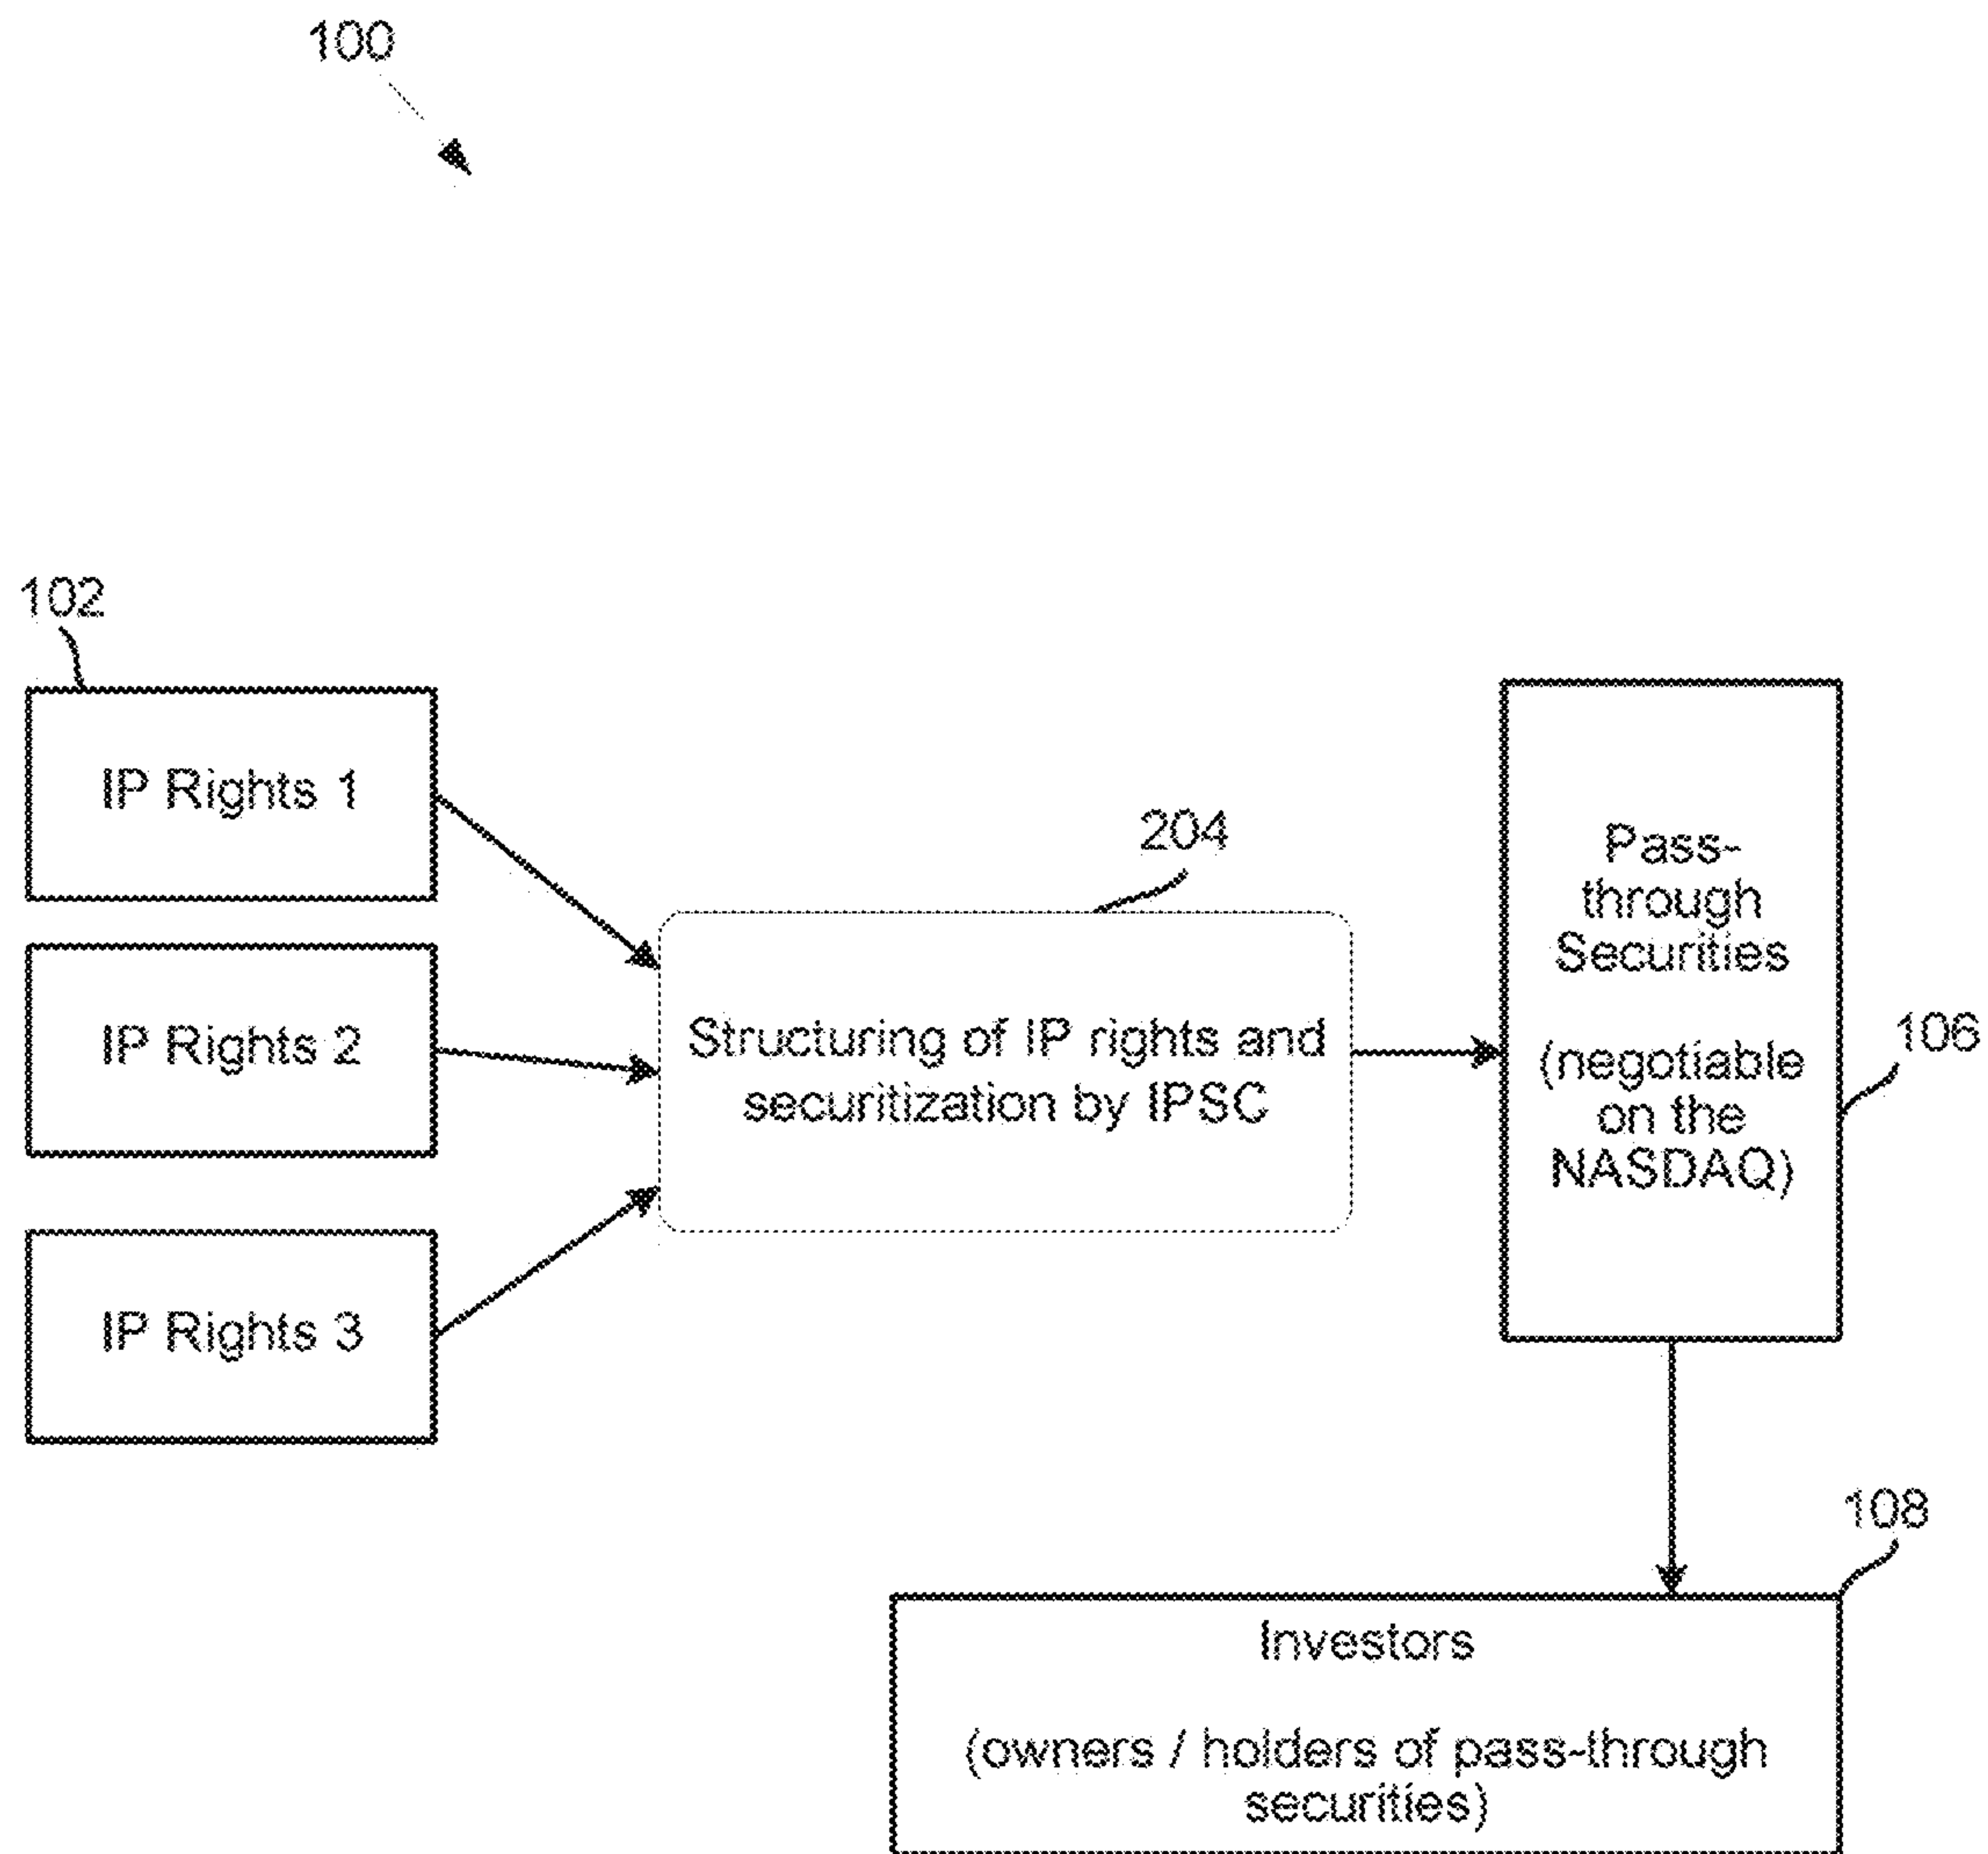 100
102
IP Rights 1
204
Pass-
through
Securities
(negotiable
on the
NASDAQ)
106
IP Rights 2
Structuring of IP rights and
securitization by IPSC
IP Rights 3
108
Investors
(owners / holders of pass-through
securities)